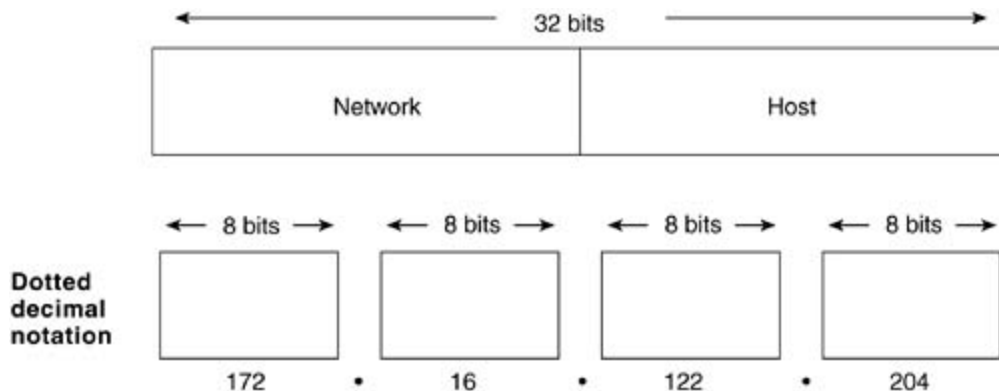 32 bits
Network Host
8 bits 8 bits 8 bits 8 bits
Dotted
decimal
notation
172 • 16 • 122 • 204